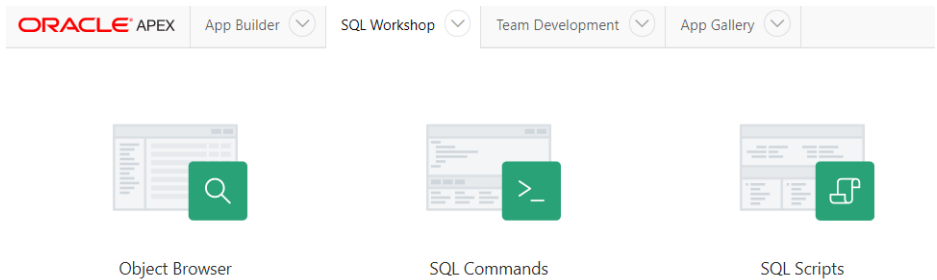 ORACLE APEX App Builder SQL Workshop Team Development App Gallery
>_
Object Browser SQL Commands SQL Scripts